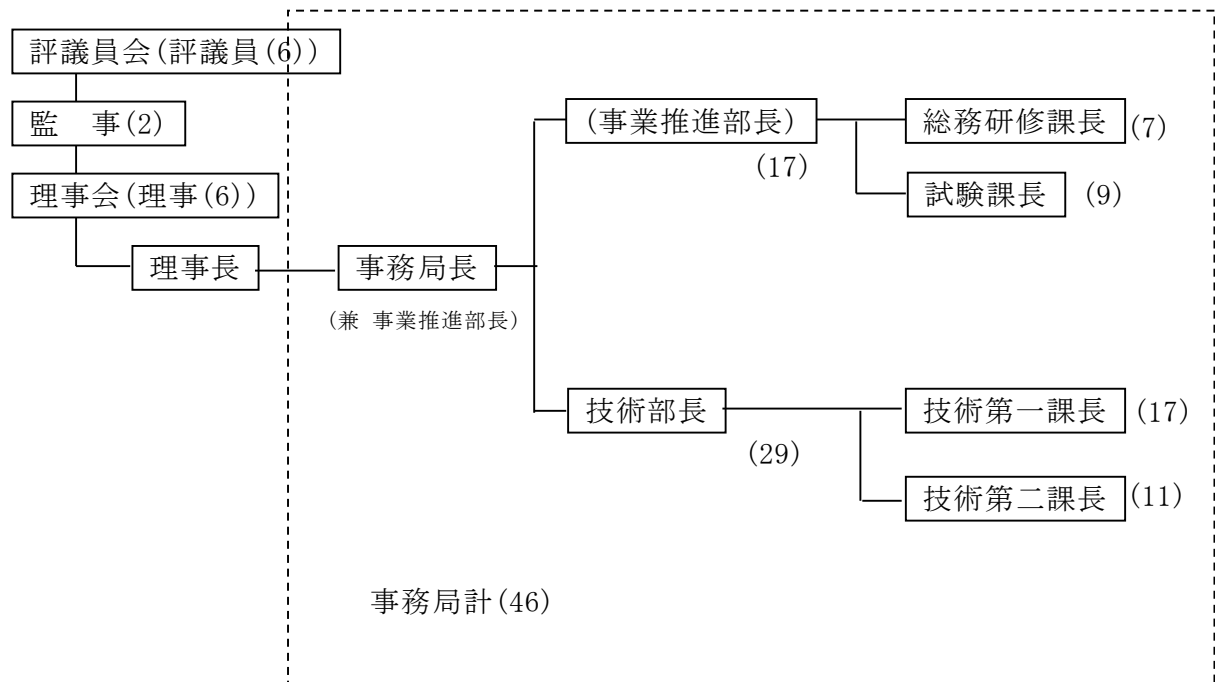 評議員会(評議員(6))
監　事(2)
理事会(理事(6))
理事長
事務局長
(兼 事業推進部長)
(事業推進部長)
(17)
総務研修課長 (7)
試験課長 (9)
技術部長
(29)
技術第一課長 (17)
技術第二課長 (11)
事務局計(46)